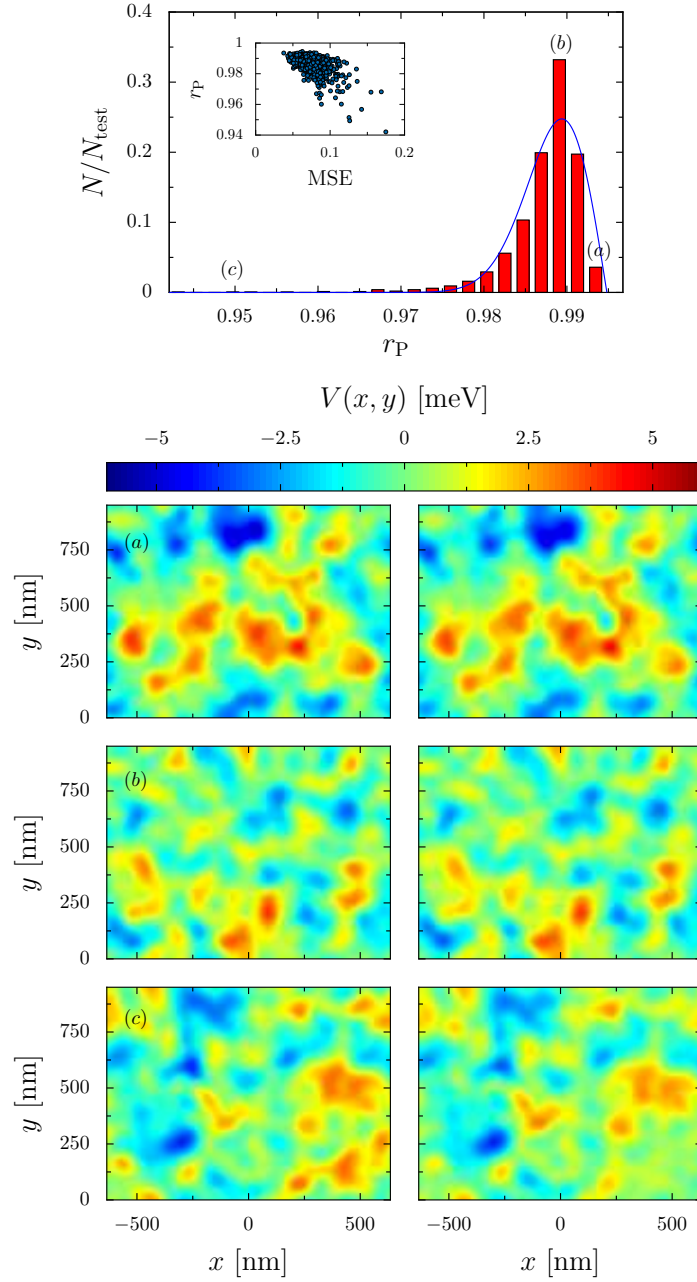 0.4
0.3
0.2
0.1
0
N/N_test
(b)
(a)
(c)
1
0.98
0.96
0.94
r_P
0
0.1
0.2
MSE
0.95
0.96
0.97
0.98
0.99
r_P
V(x, y) [meV]
−5
−2.5
0
2.5
5
(a)
750
500
250
0
y [nm]
(b)
750
500
250
0
y [nm]
(c)
750
500
250
0
y [nm]
−500
0
500
−500
0
500
x [nm]
x [nm]